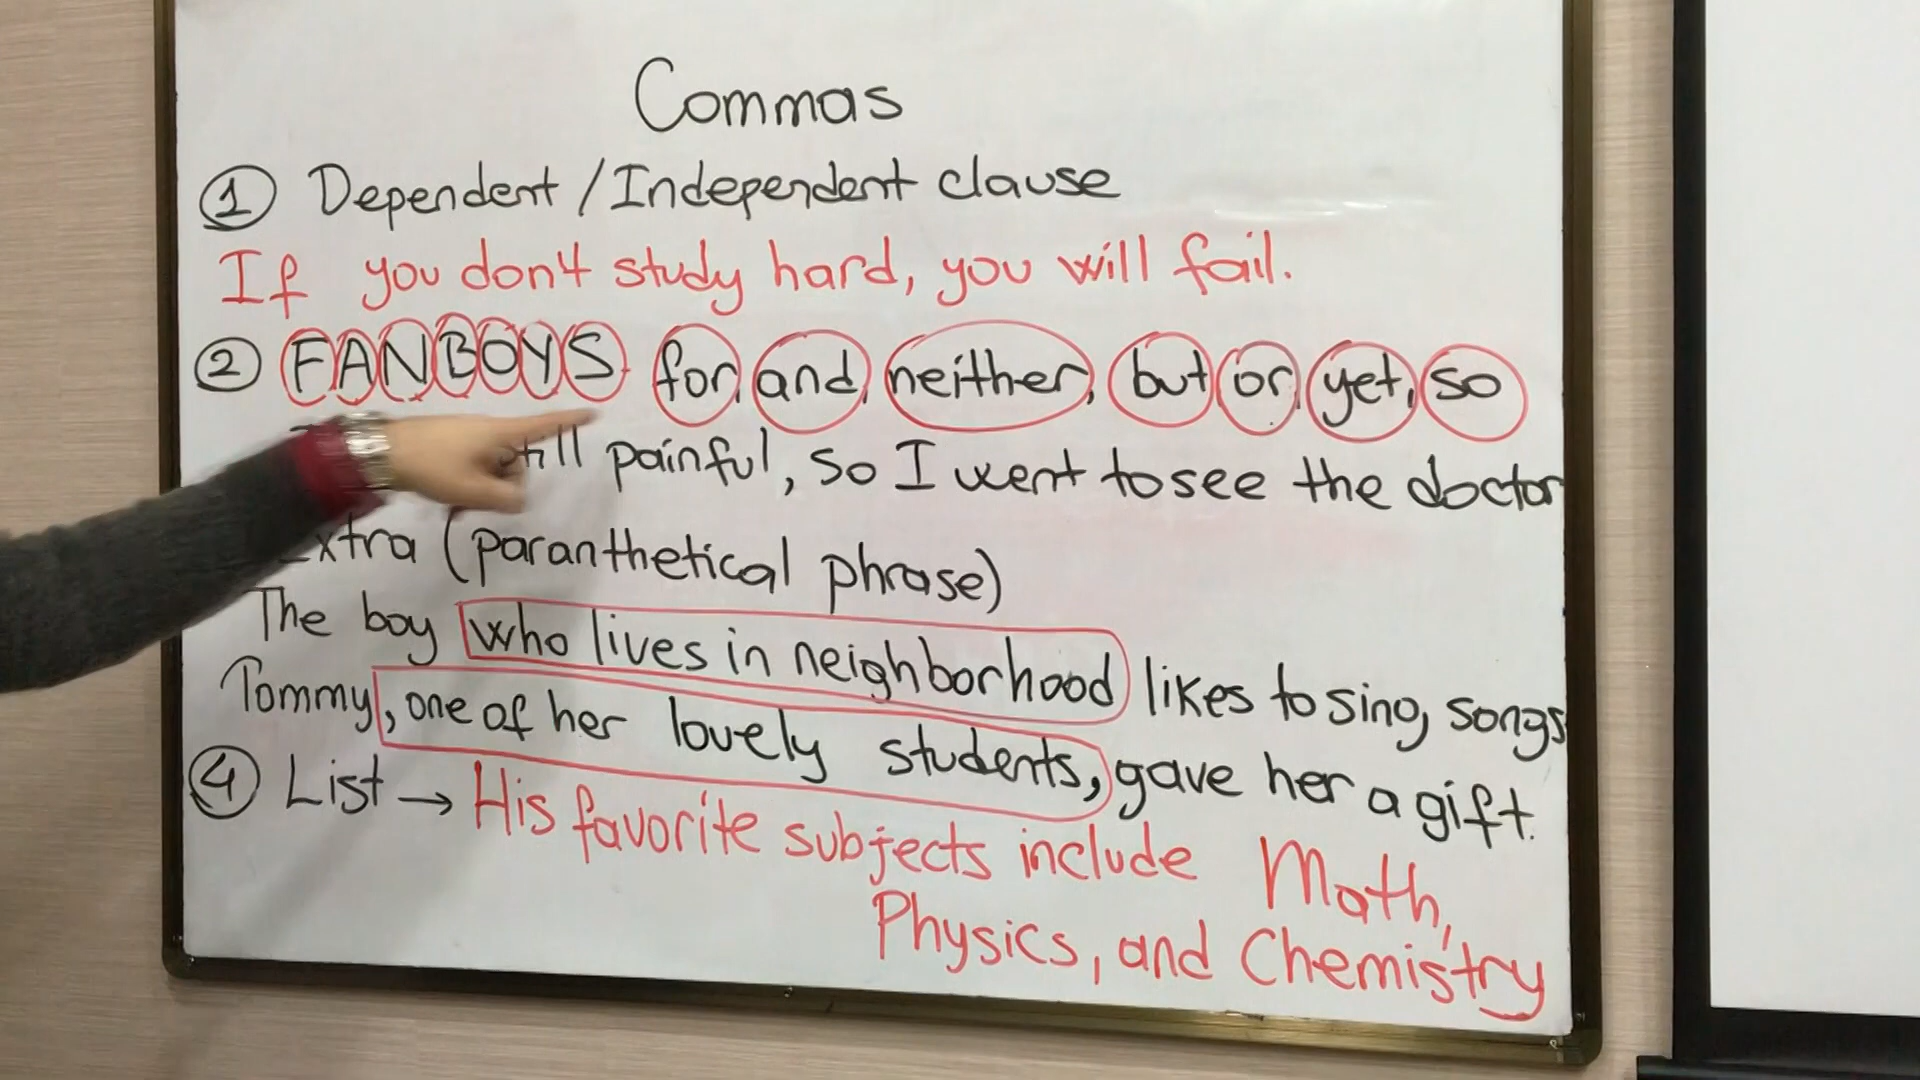 Commas
1 Dependent / Independent clause
If you don't study hard, you will fail.
2 FANBOYS for, and, neither, but or, yet, so
painful, so I went to see the doctor
(paranthetical phrase)
The boy who lives in neighborhood likes to sing songs
Tommy, one of her lovely students, gave her a gift.
4 List → His favorite subjects include Math,
Physics, and Chemistry